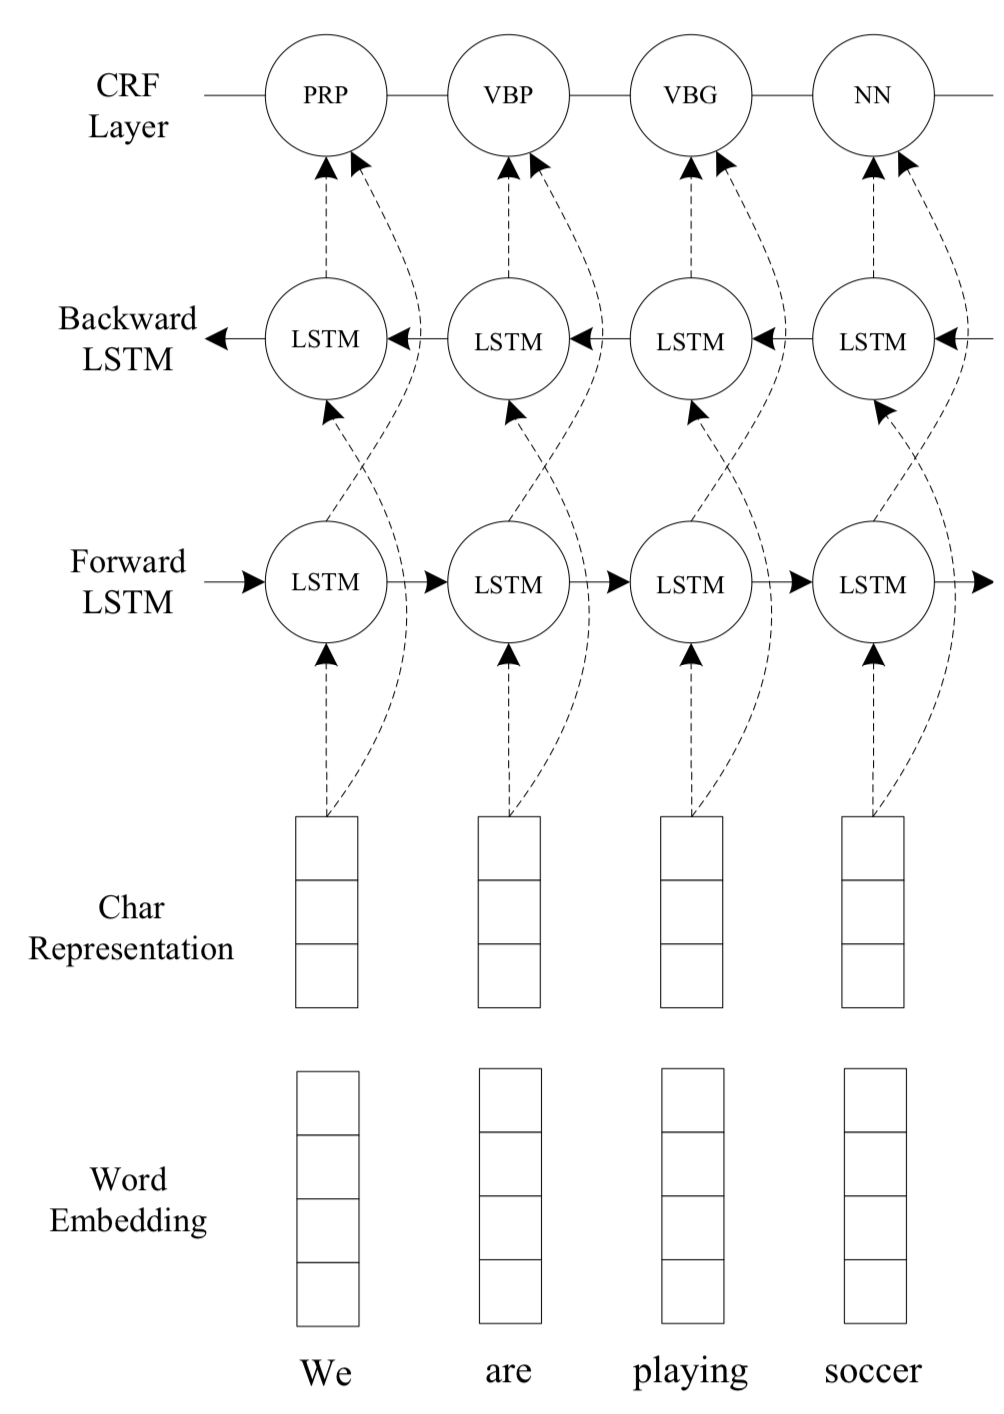 CRF
Layer
PRP
VBP
VBG
NN
Backward
LSTM
LSTM
LSTM
LSTM
LSTM
Forward
LSTM
LSTM
LSTM
LSTM
LSTM
Char
Representation
Word
Embedding
We
are
playing
soccer